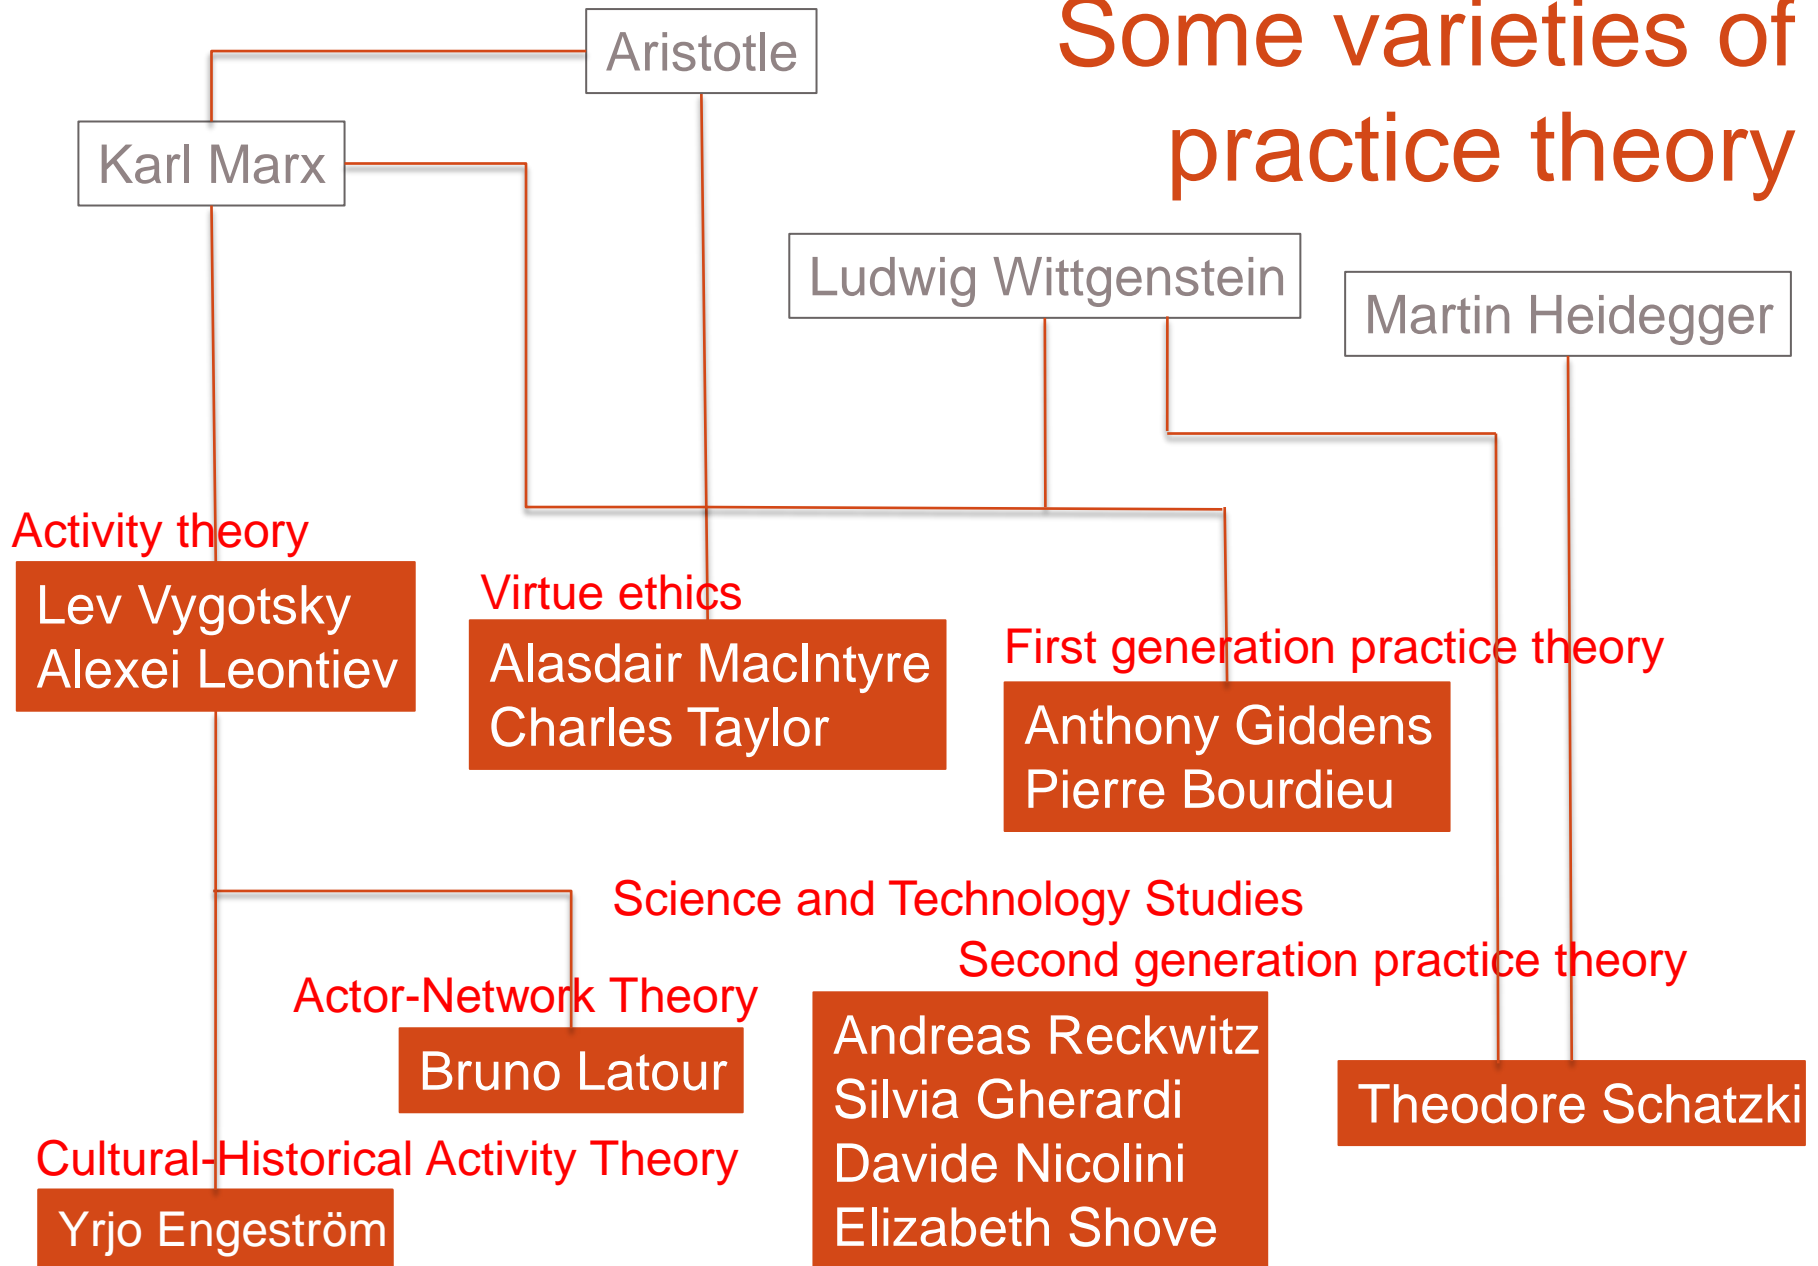 Some varieties of
practice theory
Aristotle
Karl Marx
Ludwig Wittgenstein
Martin Heidegger
Activity theory
Lev Vygotsky
Alexei Leontiev
Virtue ethics
Alasdair MacIntyre
Charles Taylor
First generation practice theory
Anthony Giddens
Pierre Bourdieu
Science and Technology Studies
Second generation practice theory
Actor-Network Theory
Bruno Latour
Andreas Reckwitz
Silvia Gherardi
Davide Nicolini
Elizabeth Shove
Theodore Schatzki
Cultural-Historical Activity Theory
Yrjo Engeström